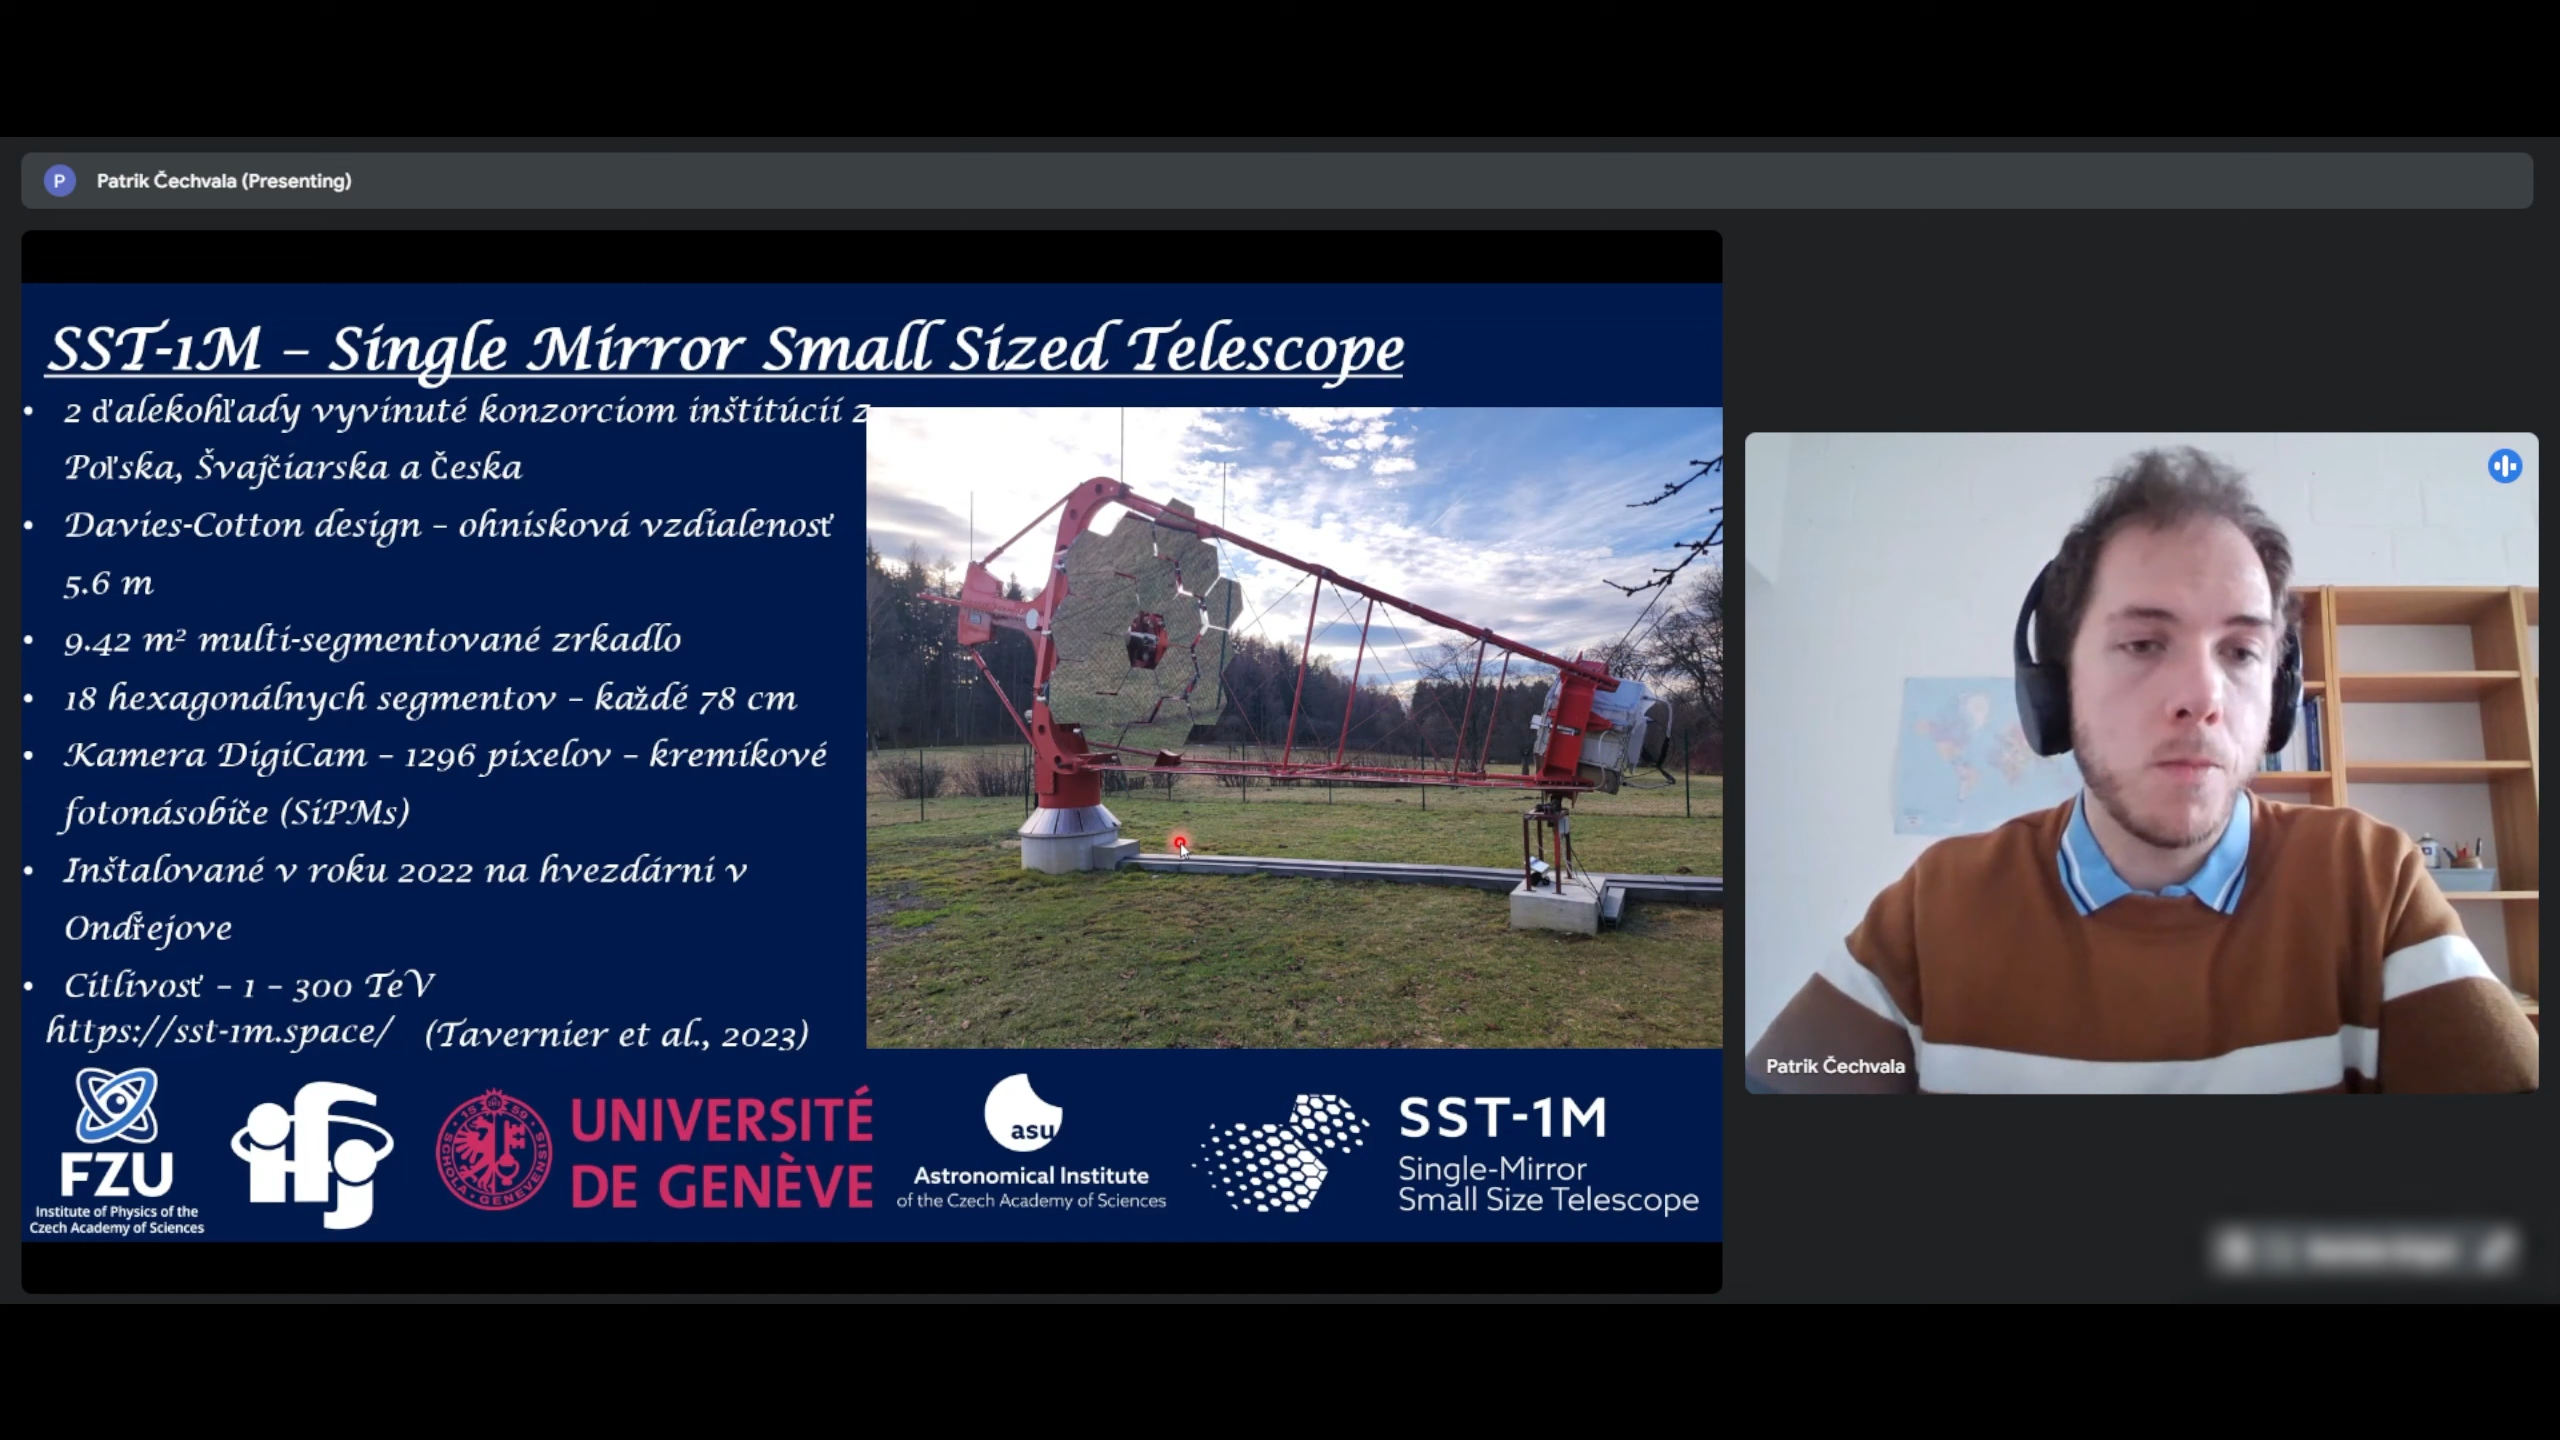 Patrik Čechvala (Presenting)
SST-1M – Single Mirror Small Sized Telescope
• 2 ďalekohľady vyvinuté konzorciom inštitúcií z
Poľska, Švajčiarska a Česka
• Davies-Cotton design – ohnisková vzdialenosť
5.6 m
• 9.42 m² multi-segmentované zrkadlo
• 18 hexagonálnych segmentov – každé 78 cm
• Kamera DigiCam – 1296 pixelov – kremíkové
fotonásobiče (SiPMs)
• Inštalované v roku 2022 na hvezdárni v
Ondřejove
• Citlivosť – 1 – 300 TeV
https://sst-1m.space/ (Tavernier et al., 2023)
FZU
Institute of Physics of the
Czech Academy of Sciences
ifj
SCHOLA GENEVENSIS 1559
UNIVERSITÉ
DE GENÈVE
asu
Astronomical Institute
of the Czech Academy of Sciences
SST-1M
Single-Mirror
Small Size Telescope
P
Patrik Čechvala